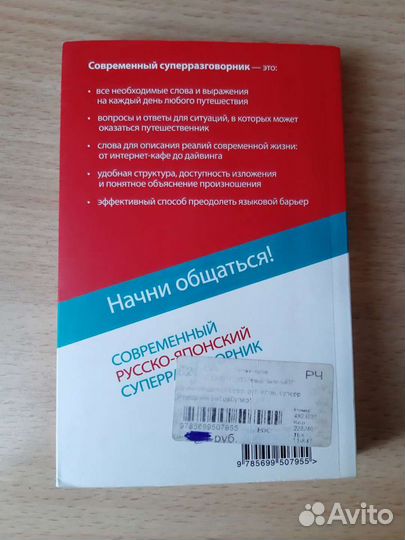 Современный суперразговорник — это:
• все необходимые слова и выражения
на каждый день любого путешествия
• вопросы и ответы для ситуаций, в которых может
оказаться путешественник
• слова для описания реалий современной жизни:
от интернет-кафе до дайвинга
• удобная структура, доступность изложения
и понятное объяснение произношения
• эффективный способ преодолеть языковой барьер
Начни общаться!
СОВРЕМЕННЫЙ
РУССКО-ЯПОНСКИЙ
СУПЕРРАЗГОВОРНИК
РЧ
9785699507955
руб.
9 785699 507955 >
Avito